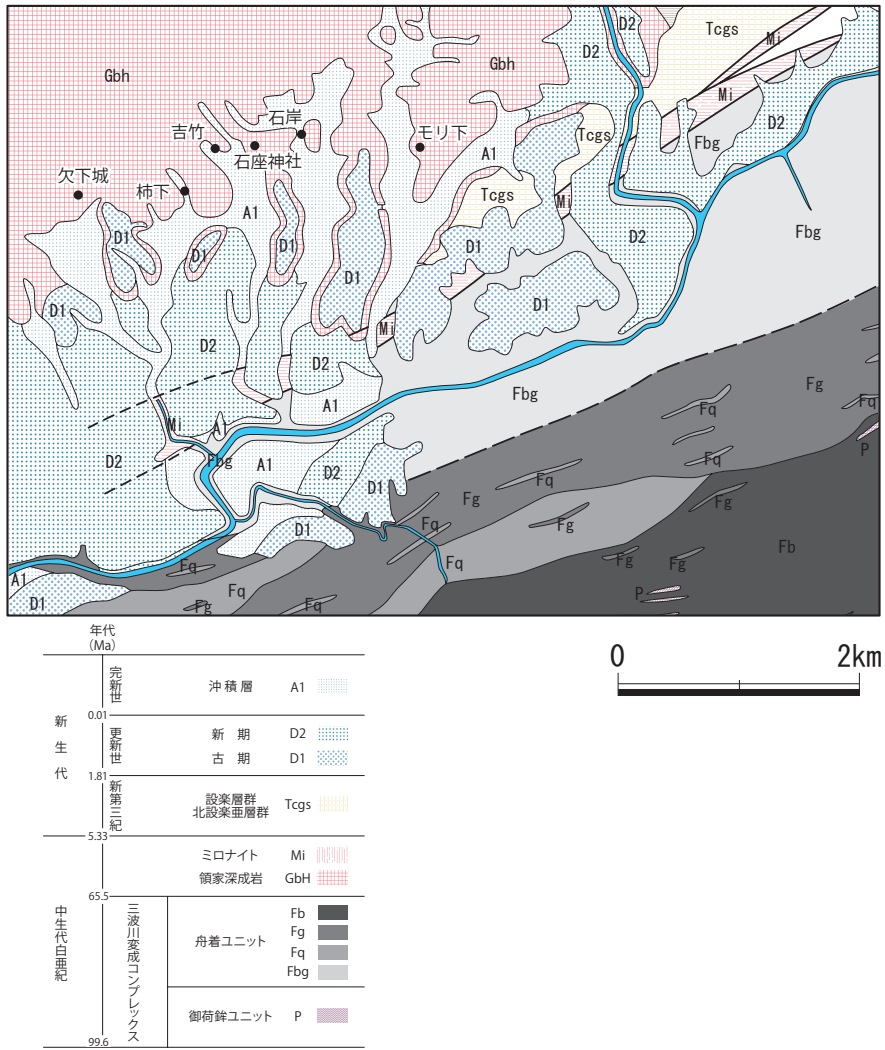 D2
D2
Tcgs
Mi
Gbh
Gbh
Mi
石岸
モリ下
吉竹
石座神社
A1
Tcgs
D2
Fbg
欠下城
柿下
Tcgs
Mi
A1
D1
D1
D1
D2
Fbg
D1
D1
D1
D1
Mi
D2
D2
A1
Fbg
Fg
Fq
Fq
Mi
A1
P
D2
Fbg
A1
D2
Fq
D1
Fg
Fg
Fq
D1
Fg
Fb
Fq
Fq
Fg
Fg
A1
Fq
P
D1
Fg
Fq
年代
(Ma)
0
2km
新生代
完新世
沖積層 A1
0.01
更新世
新 期 D2
古 期 D1
1.81
新第三紀
設楽層群
北設楽亜層群 Tcgs
5.33
ミロナイト Mi
領家深成岩 GbH
65.5
中生代白亜紀
三波川変成コンプレックス
舟着ユニット
Fb
Fg
Fq
Fbg
御荷鉾ユニット P
99.6